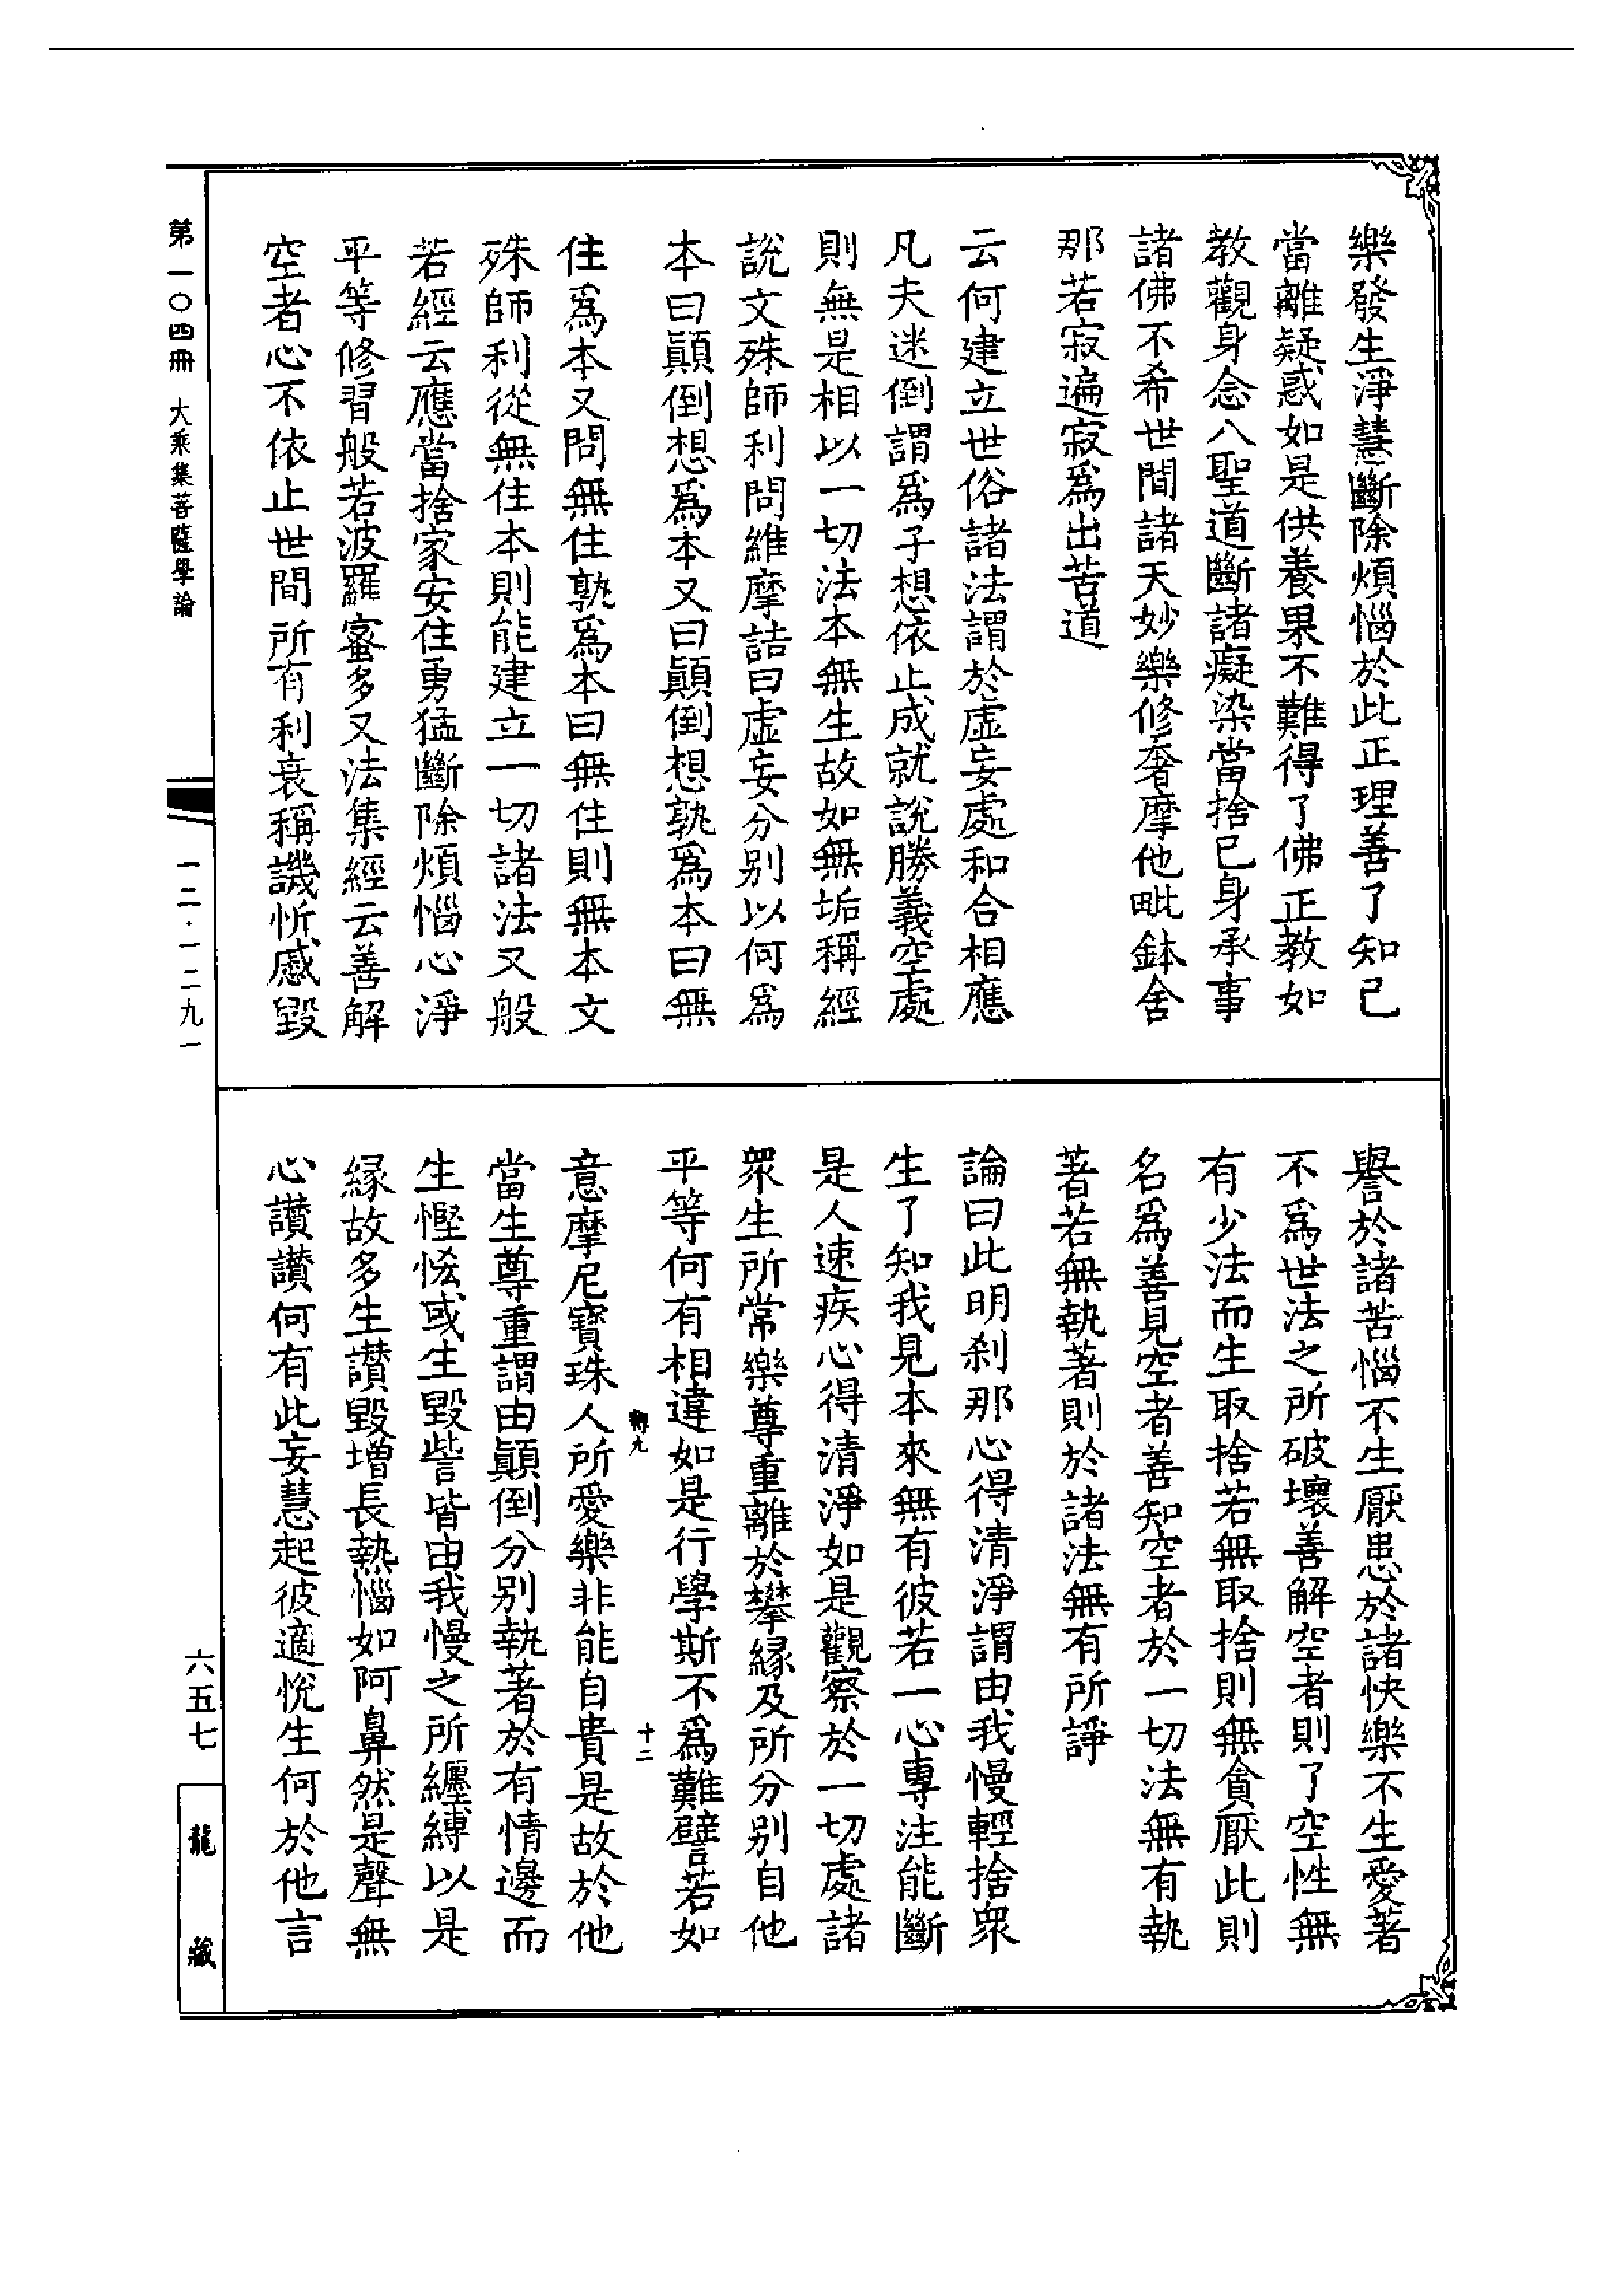 樂發生淨慧斷除煩惱於此正理善了知已
當離疑惑如是供養果不難得了佛正教如
教觀身念八聖道斷諸癡染當捨已身承事
諸佛不希世間諸天妙樂修奢摩他毗鉢舍
那若寂遍寂爲出苦道
云何建立世俗諸法謂於虛妄處和合相應
凡夫迷倒謂爲子想依止成就說勝義空處
則無是相以一切法本無生故如無垢稱經
說文殊師利問維摩詰曰虛妄分別以何爲
本曰顚倒想爲本又曰顚倒想孰爲本曰無
住爲本又問無住孰爲本曰無住則無本文
殊師利從無住本則能建立一切諸法又般
若經云應當捨家安住勇猛斷除煩惱心淨
平等修習般若波羅蜜多又法集經云善解
空者心不依止世間所有利衰稱譏忻慼毀
譽於諸苦惱不生厭患於諸快樂不生愛著
不爲世法之所破壞善解空者則了空性無
有少法而生取捨若無取捨則無貪厭此則
名爲善見空者善知空者於一切法無有執
著若無執著則於諸法無有所諍
論曰此明刹那心得清淨謂由我慢輕捨衆
生了知我見本來無有彼若一心專注能斷
是人速疾心得清淨如是觀察於一切處諸
衆生所常樂尊重離於攀緣及所分別自他
平等何有相違如是行學斯不爲難譬若如
九 十二
意摩尼寶珠人所愛樂非能自貴是故於他
當生尊重謂由顚倒分別執著於有情邊而
生慳悋或生毀訾皆由我慢之所纏縛以是
緣故多生讃毀增長熱惱如阿鼻然是聲無
心讃讃何有此妄慧起彼適悅生何於他言
第一〇四冊 大乘集菩薩學論
一二·一二九一
六五七
龍藏